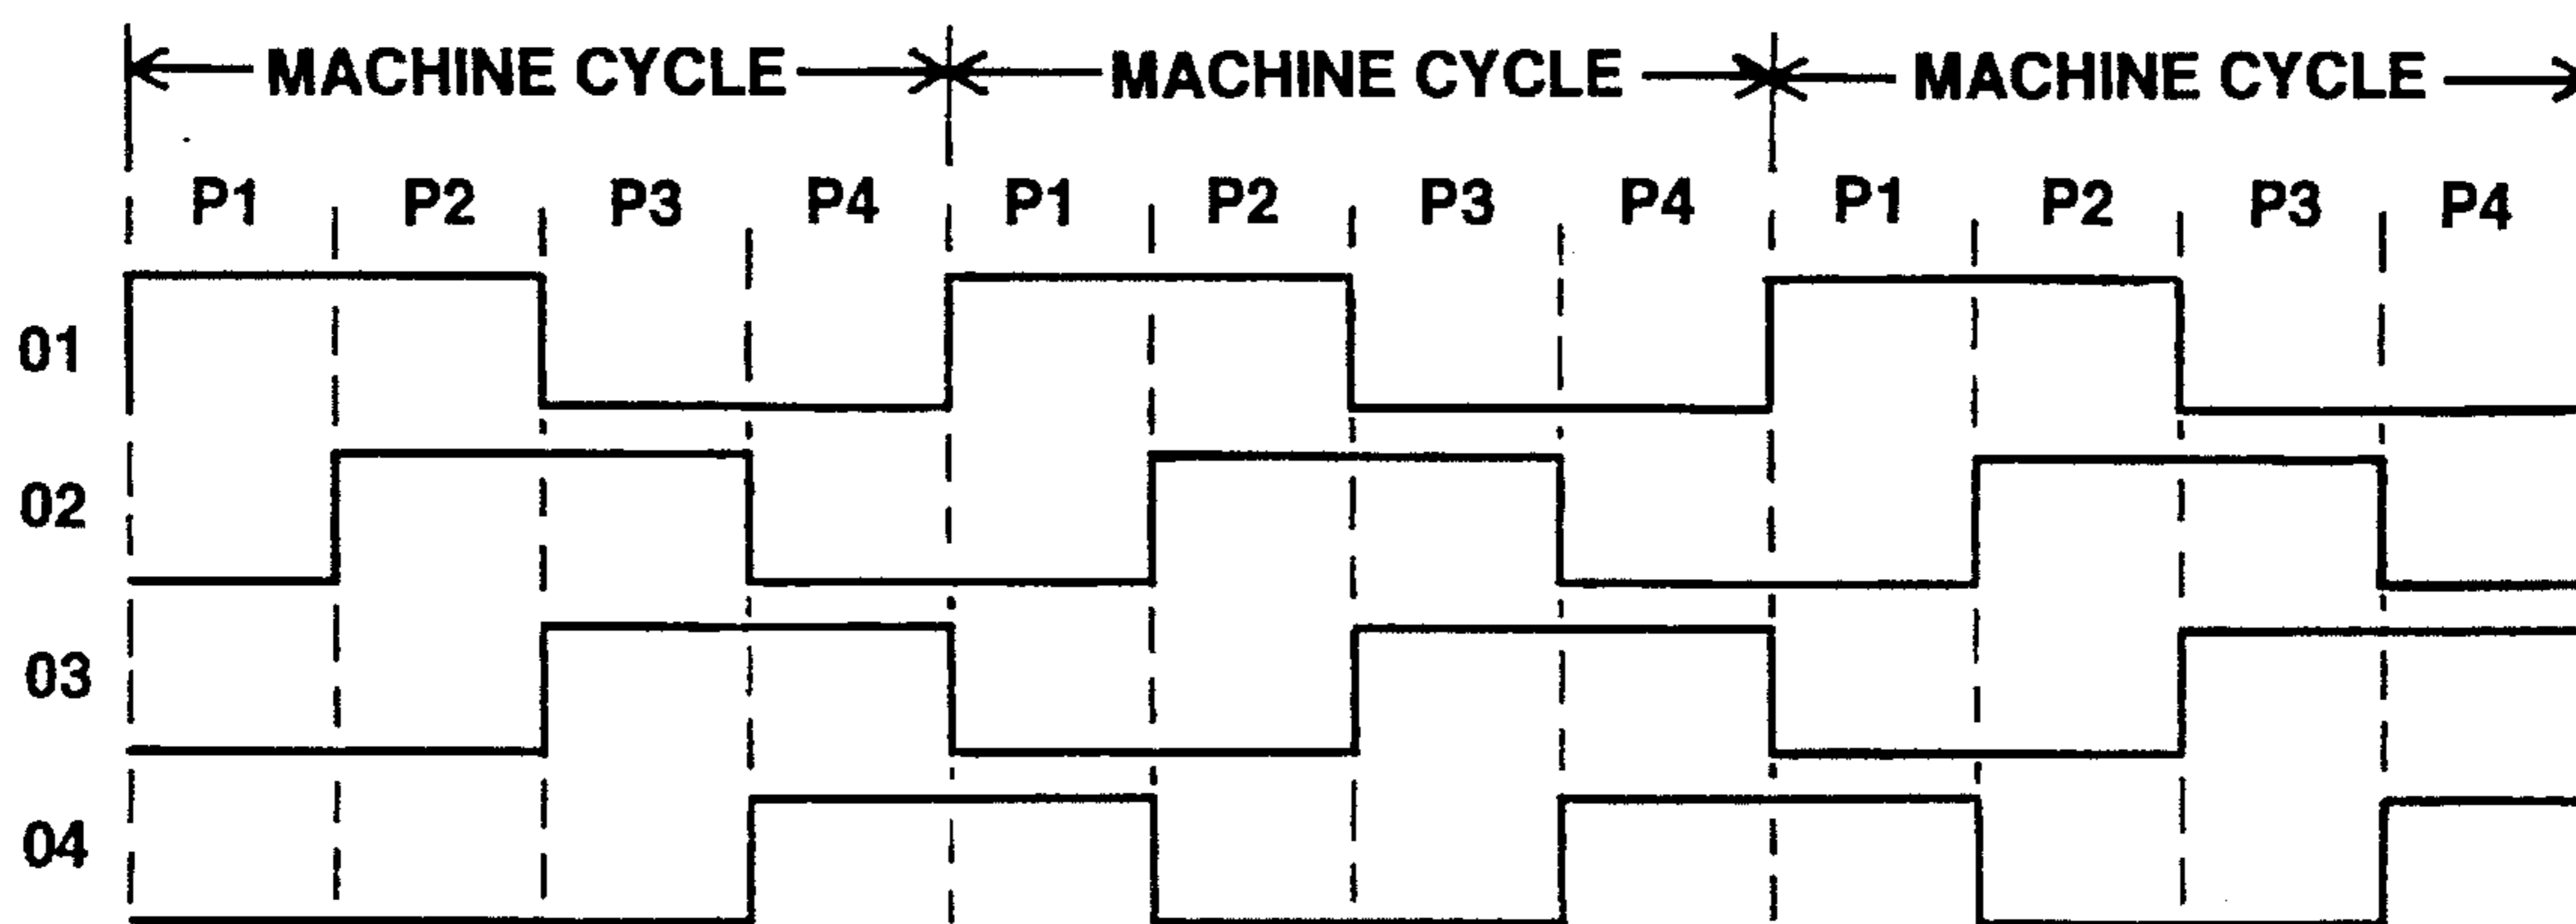 MACHINE CYCLE MACHINE CYCLE MACHINE CYCLE
P1 P2 P3 P4 P1 P2 P3 P4 P1 P2 P3 P4
01
02
03
04